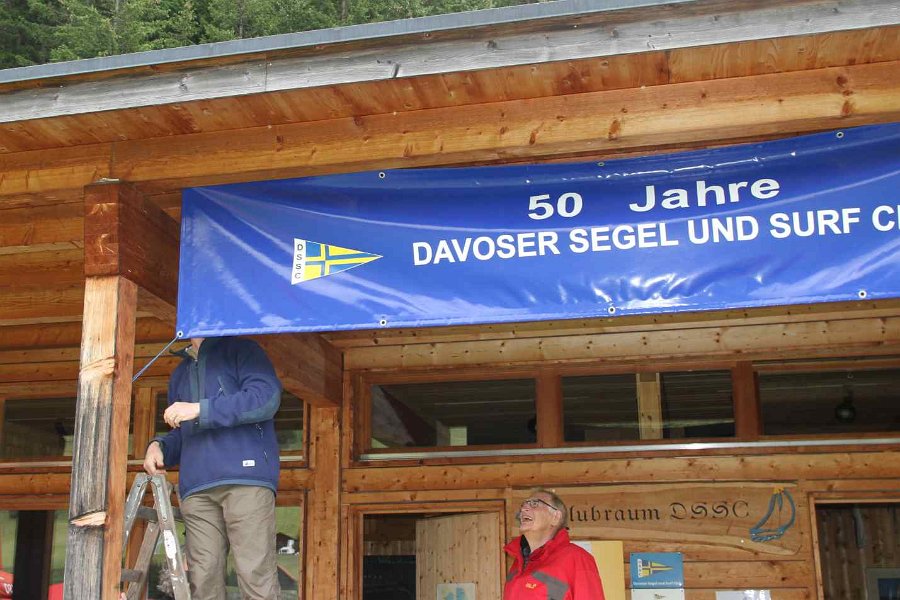 50 Jahre
DAVOSER SEGEL UND SURF C
DSSC
lubraum DSSC